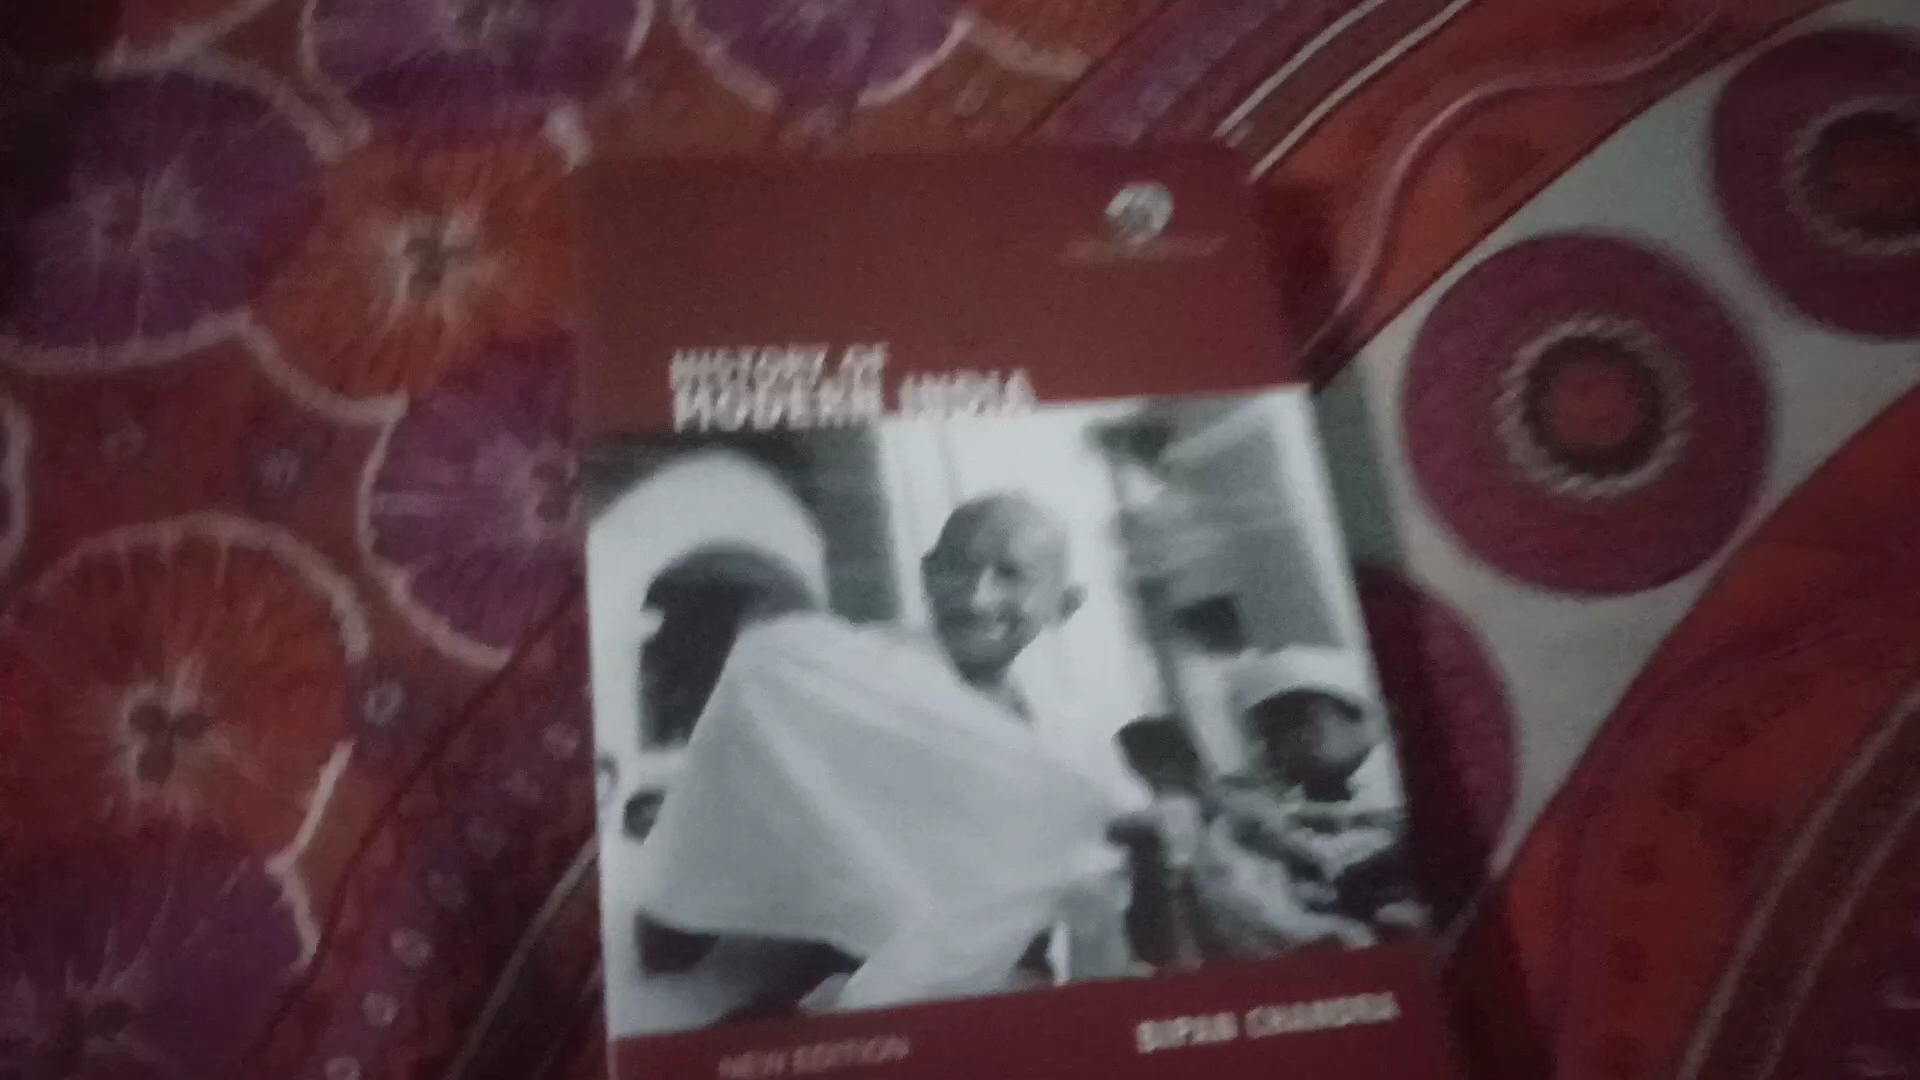 HISTORY OF
MODERN INDIA
NEW EDITION
BIPAN CHANDRA